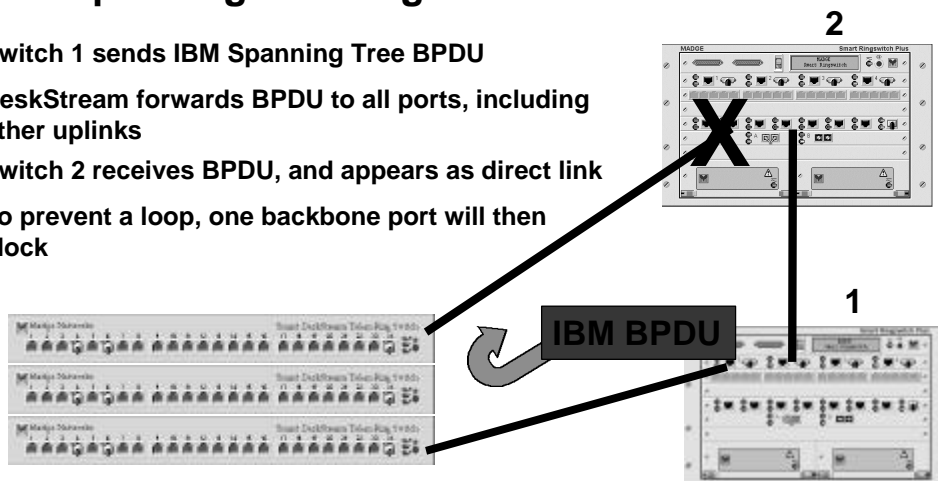 2
witch 1 sends IBM Spanning Tree BPDU
eskStream forwards BPDU to all ports, including
ther uplinks
witch 2 receives BPDU, and appears as direct link
o prevent a loop, one backbone port will then
lock
MADGE
Smart Ringswitch Plus
MADGE
Smart Ringswitch
X
1
IBM BPDU
Smart Ringswitch Plus
Madge Networks
Smart DeskStream Token-Ring Switch
Madge Networks
Smart DeskStream Token-Ring Switch
Madge Networks
Smart DeskStream Token-Ring Switch